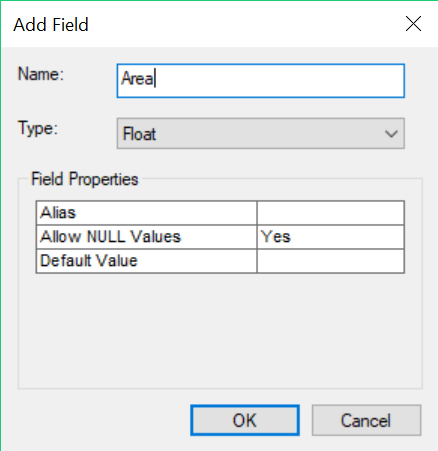 Add Field
Name: Area
Type: Float
Field Properties
Alias
Allow NULL Values Yes
Default Value
OK Cancel